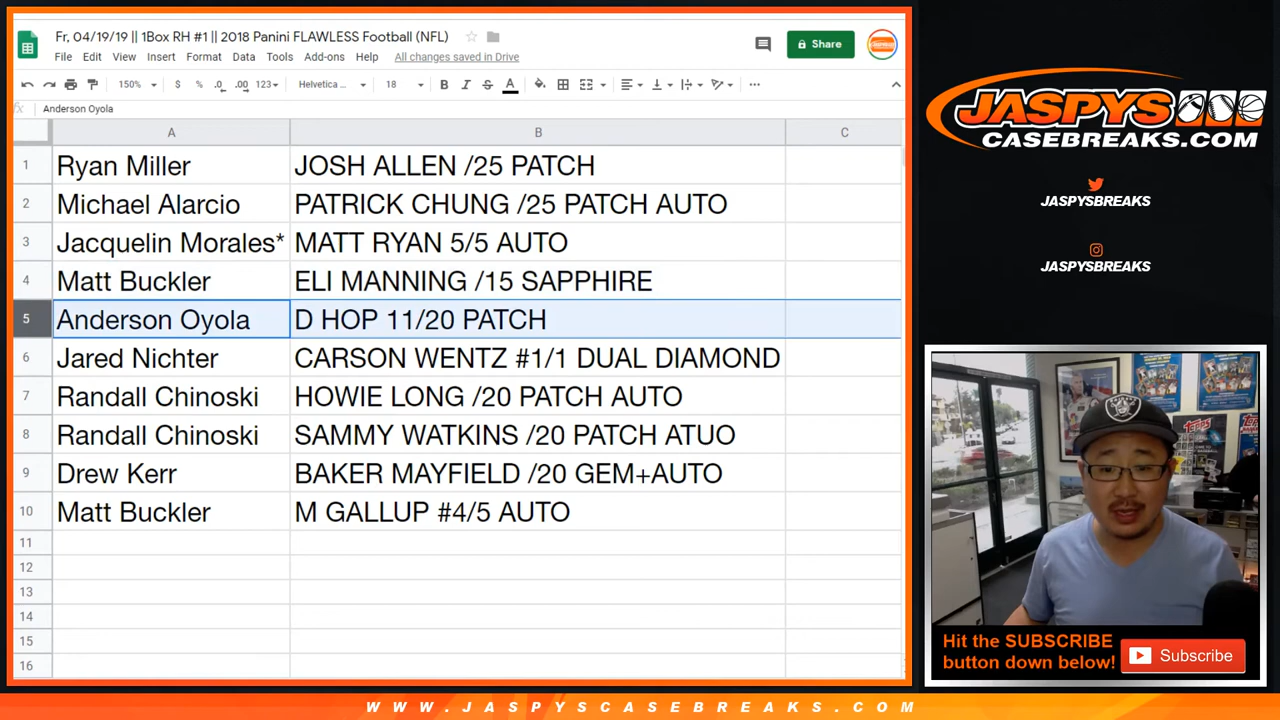 Fr, 04/19/19 || 1Box RH #1 || 2018 Panini FLAWLESS Football (NFL)
File Edit View Insert Format Data Tools Add-ons Help All changes saved in Drive
Share
150% $ % .0 .00 123 Helvetica ... 18 B I S A
fx Anderson Oyola
A B C
1 Ryan Miller JOSH ALLEN /25 PATCH
2 Michael Alarcio PATRICK CHUNG /25 PATCH AUTO
3 Jacquelin Morales* MATT RYAN 5/5 AUTO
4 Matt Buckler ELI MANNING /15 SAPPHIRE
5 Anderson Oyola D HOP 11/20 PATCH
6 Jared Nichter CARSON WENTZ #1/1 DUAL DIAMOND
7 Randall Chinoski HOWIE LONG /20 PATCH AUTO
8 Randall Chinoski SAMMY WATKINS /20 PATCH ATUO
9 Drew Kerr BAKER MAYFIELD /20 GEM+AUTO
10 Matt Buckler M GALLUP #4/5 AUTO
11
12
13
14
15
16
JASPYS
CASEBREAKS.COM
JASPYSBREAKS
JASPYSBREAKS
RAIDERS
TOPPS
Hit the SUBSCRIBE
button down below!
Subscribe
WWW.JASPYSCASEBREAKS.COM